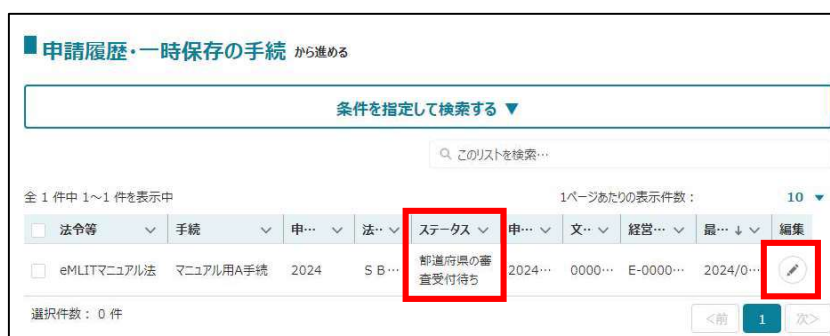 申請履歴・一時保存の手続 から進める
条件を指定して検索する ▼
このリストを検索…
全 1 件中 1～1 件を表示中 1ページあたりの表示件数： 10 ▼
法令等 手続 申… 法… ステータス 申… 文… 経営… 最… ↓ 編集
eMLITマニュアル法 マニュアル用A手続 2024 S B… 都道府県の審 2024… 0000… E-0000… 2024/0…
査受付待ち
選択件数： 0 件 <前 1 次>